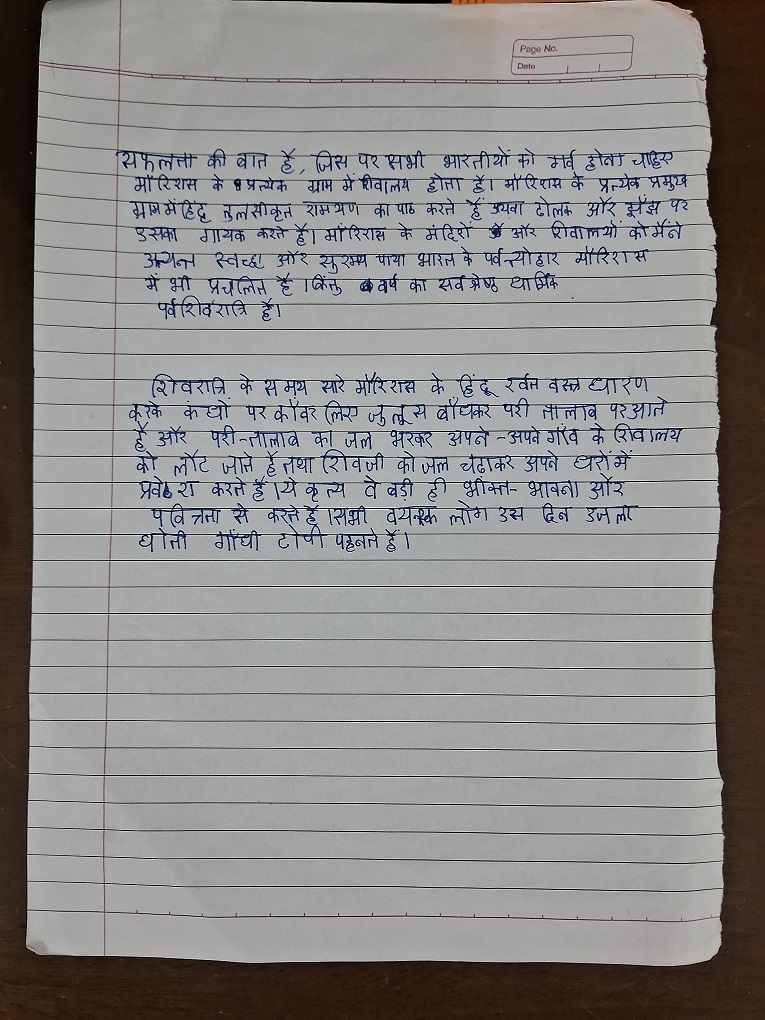 Page No.
Date
सफलता की बात है, जिस पर सभी भारतीयों को गर्व होना चाहिए
मॉरिशस के प्रत्येक ग्राम में शिवालय होता है। मॉरिशस के प्रत्येक प्रमुख
ग्राम में हिंदू तुलसीकृत रामयण का पाठ करते हैं अथवा ढोलक और झाँझ पर
उसका गायक करते है। मॉरिशस के मंदिरों और शिवालयों को मैंने
अत्यन्त स्वच्छ और सुरम्य पाया भारत के पर्व-त्योहार मौरिशस
में भी प्रचलित है। किंतु वर्ष का सर्वश्रेष्ठ धार्मिक
पर्व शिवरात्रि है।
शिवरात्रि के समय सारे मौरिशस के हिंदू श्वेत वस्त्र धारण
करके कंधों पर काँवर लिए जुलूस बाँधकर परी तालाब पर आते
हैं और परी-तालाब का जल भरकर अपने-अपने गाँव के शिवालय
को लौट जाते हैं तथा शिवजी को जल चढ़ाकर अपने घरों में
प्रवेश करते हैं। ये कृत्य वे बड़ी ही भक्ति-भावना और
पवित्रता से करते हैं। सभी वयस्क लोग उस दिन उजली
धोती गाँधी टोपी पहनते हैं।